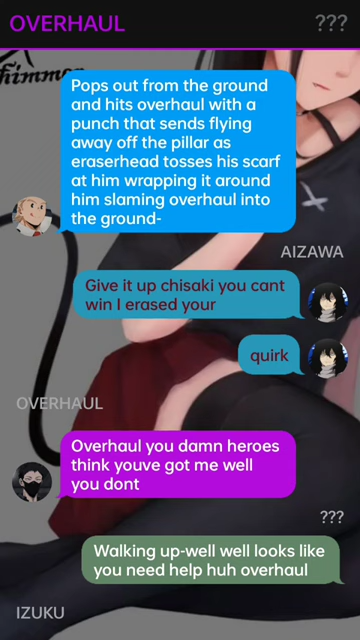 OVERHAUL
???
Pops out from the ground
and hits overhaul with a
punch that sends flying
away off the pillar as
eraserhead tosses his scarf
at him wrapping it around
him slaming overhaul into
the ground-
AIZAWA
Give it up chisaki you cant
win I erased your
quirk
OVERHAUL
Overhaul you damn heroes
think youve got me well
you dont
???
Walking up-well well looks like
you need help huh overhaul
IZUKU